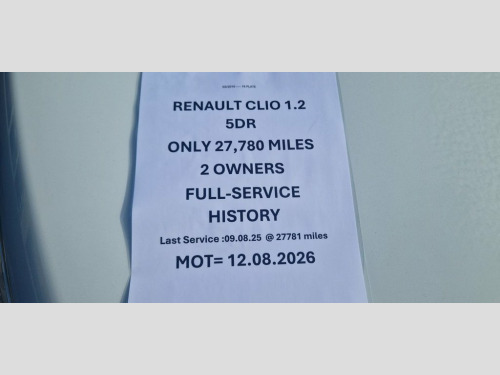 RENAULT CLIO 1.2
5DR
ONLY 27,780 MILES
2 OWNERS
FULL-SERVICE
HISTORY
Last Service :09.08.25 @ 27781 miles
MOT= 12.08.2026